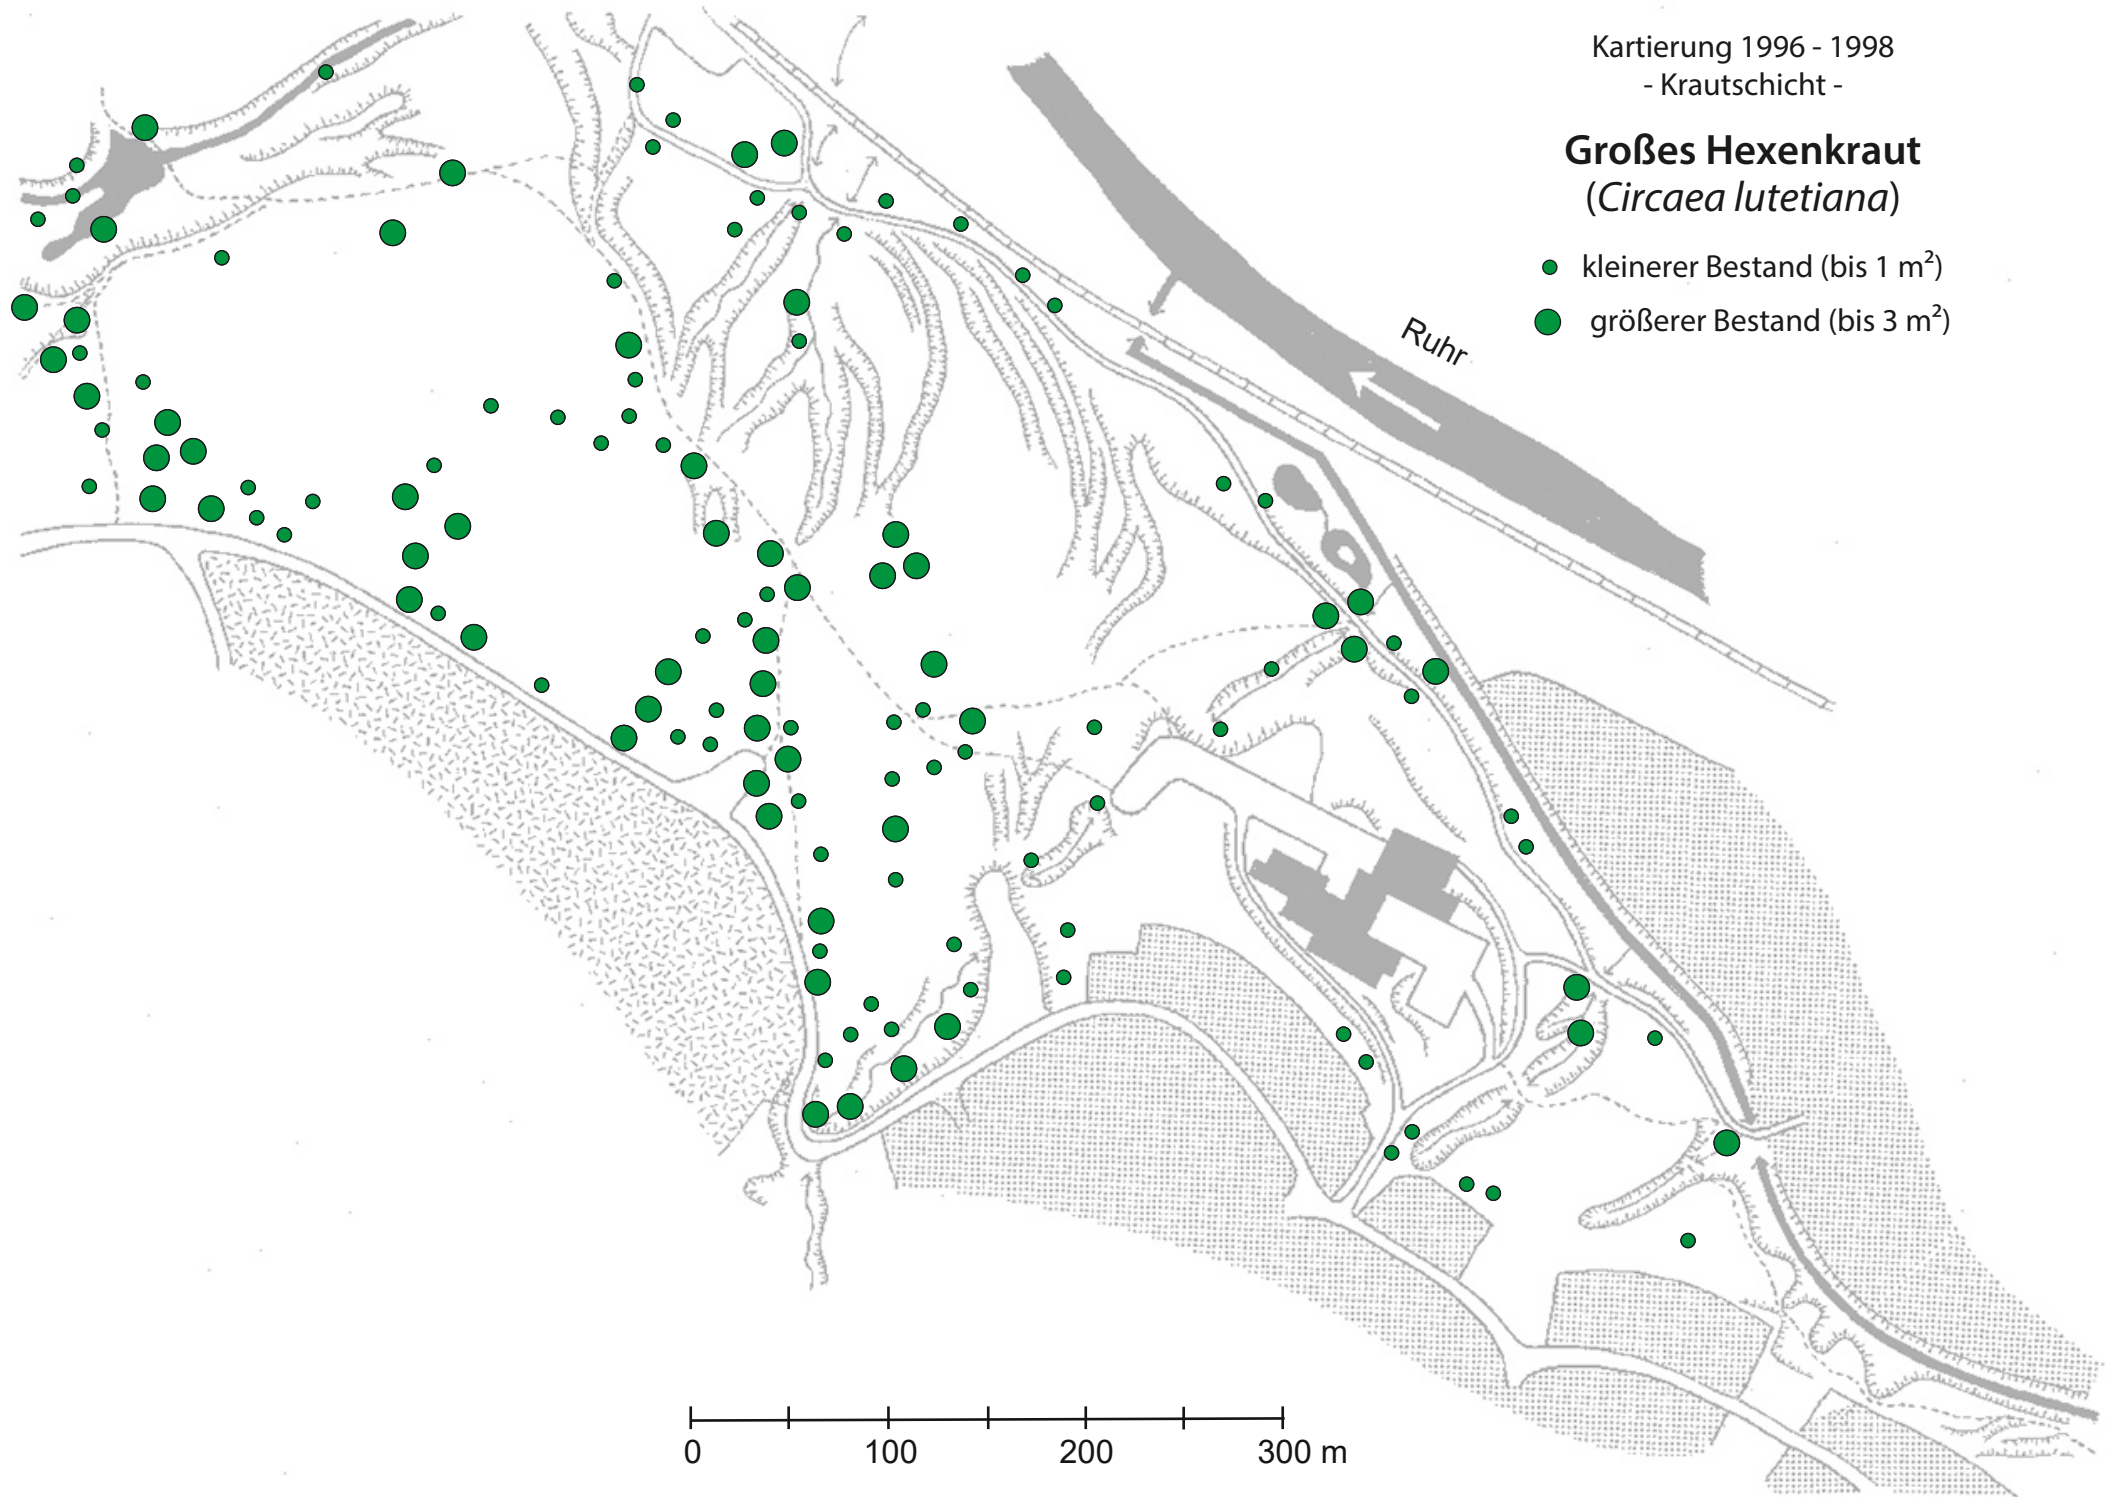 Kartierung 1996 - 1998
- Krautschicht -
Großes Hexenkraut
(Circaea lutetiana)
kleinerer Bestand (bis 1 m²)
größerer Bestand (bis 3 m²)
Ruhr
0 100 200 300 m